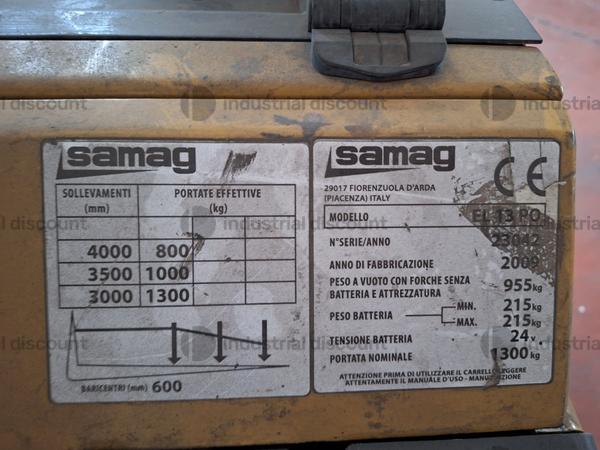 samag
SOLLEVAMENTI (mm) PORTATE EFFETTIVE (kg)
4000 800
3500 1000
3000 1300
BARICENTRI (mm) 600
samag
CE
29017 FIORENZUOLA D'ARDA
(PIACENZA) ITALY
MODELLO EL 13 PO
N°SERIE/ANNO 23042
ANNO DI FABBRICAZIONE 2009
PESO A VUOTO CON FORCHE SENZA
BATTERIA E ATTREZZATURA 955kg
PESO BATTERIA MIN. 215kg
MAX. 215kg
TENSIONE BATTERIA 24v.
PORTATA NOMINALE 1300kg
ATTENZIONE PRIMA DI UTILIZZARE IL CARRELLO LEGGERE
ATTENTAMENTE IL MANUALE D'USO - MANUTENZIONE
industrial discount